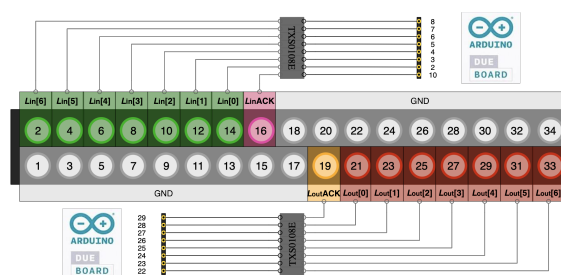 8
7
6
5
4
3
2
10
TXS0108E
ARDUINO
DUE
BOARD
Lin[6] Lin[5] Lin[4] Lin[3] Lin[2] Lin[1] Lin[0] LinACK GND
2 4 6 8 10 12 14 16 18 20 22 24 26 28 30 32 34
1 3 5 7 9 11 13 15 17 19 21 23 25 27 29 31 33
GND LoutACK Lout[0] Lout[1] Lout[2] Lout[3] Lout[4] Lout[5] Lout[6]
ARDUINO
DUE
BOARD
29
28
27
26
25
24
23
22
TXS0108E